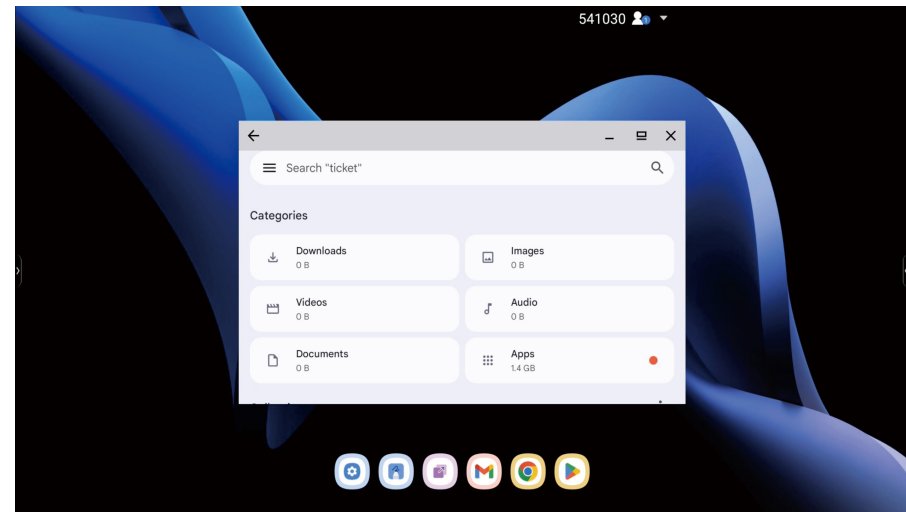 541030
Search "ticket"
Categories
Downloads
0 B
Images
0 B
Videos
0 B
Audio
0 B
Documents
0 B
Apps
1.4 GB